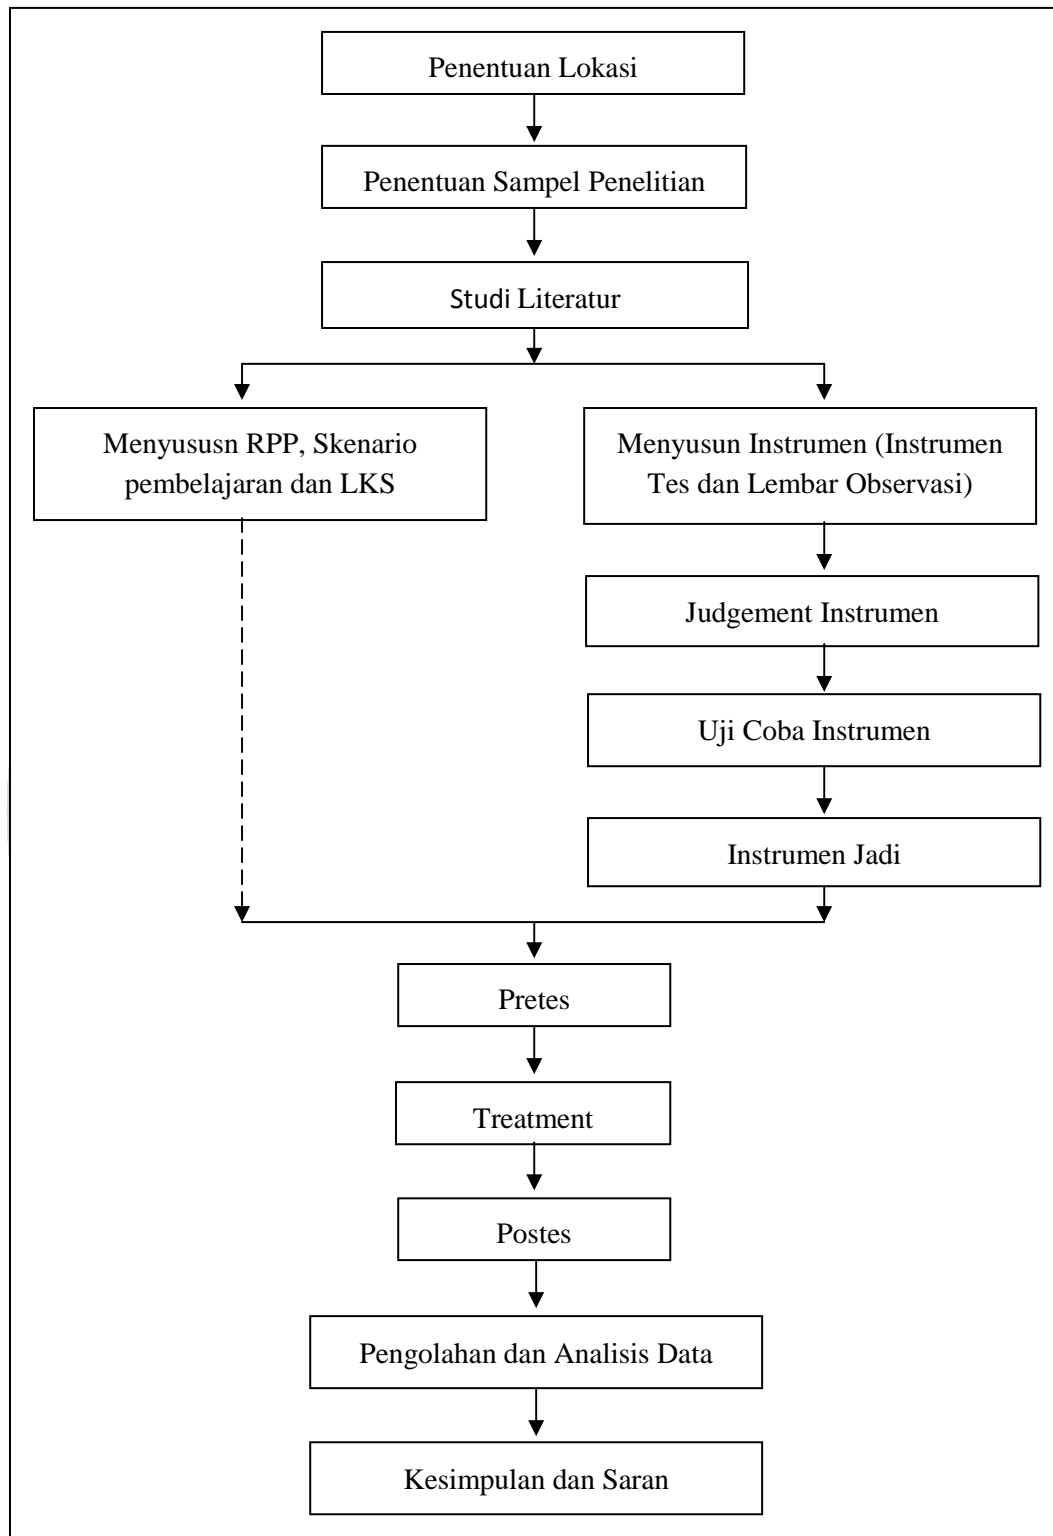 Penentuan Lokasi
Penentuan Sampel Penelitian
Studi Literatur
Menyususn RPP, Skenario
pembelajaran dan LKS
Menyusun Instrumen (Instrumen
Tes dan Lembar Observasi)
Judgement Instrumen
Uji Coba Instrumen
Instrumen Jadi
Pretes
Treatment
Postes
Pengolahan dan Analisis Data
Kesimpulan dan Saran